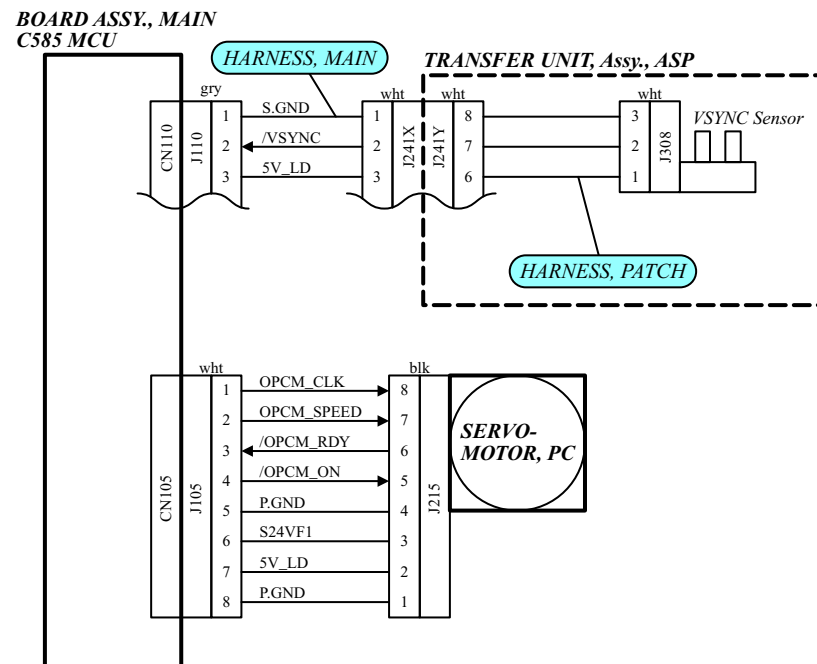 BOARD ASSY., MAIN
C585 MCU
HARNESS, MAIN
TRANSFER UNIT, Assy., ASP
gry
wht
wht
wht
CN110
J110
1
2
3
S.GND
/VSYNC
5V_LD
1
2
3
J241X
J241Y
8
7
6
3
2
1
J308
VSYNC Sensor
HARNESS, PATCH
wht
blk
CN105
J105
1
2
3
4
5
6
7
8
OPCM_CLK
OPCM_SPEED
/OPCM_RDY
/OPCM_ON
P.GND
S24VF1
5V_LD
P.GND
8
7
6
5
4
3
2
1
J215
SERVO-
MOTOR, PC